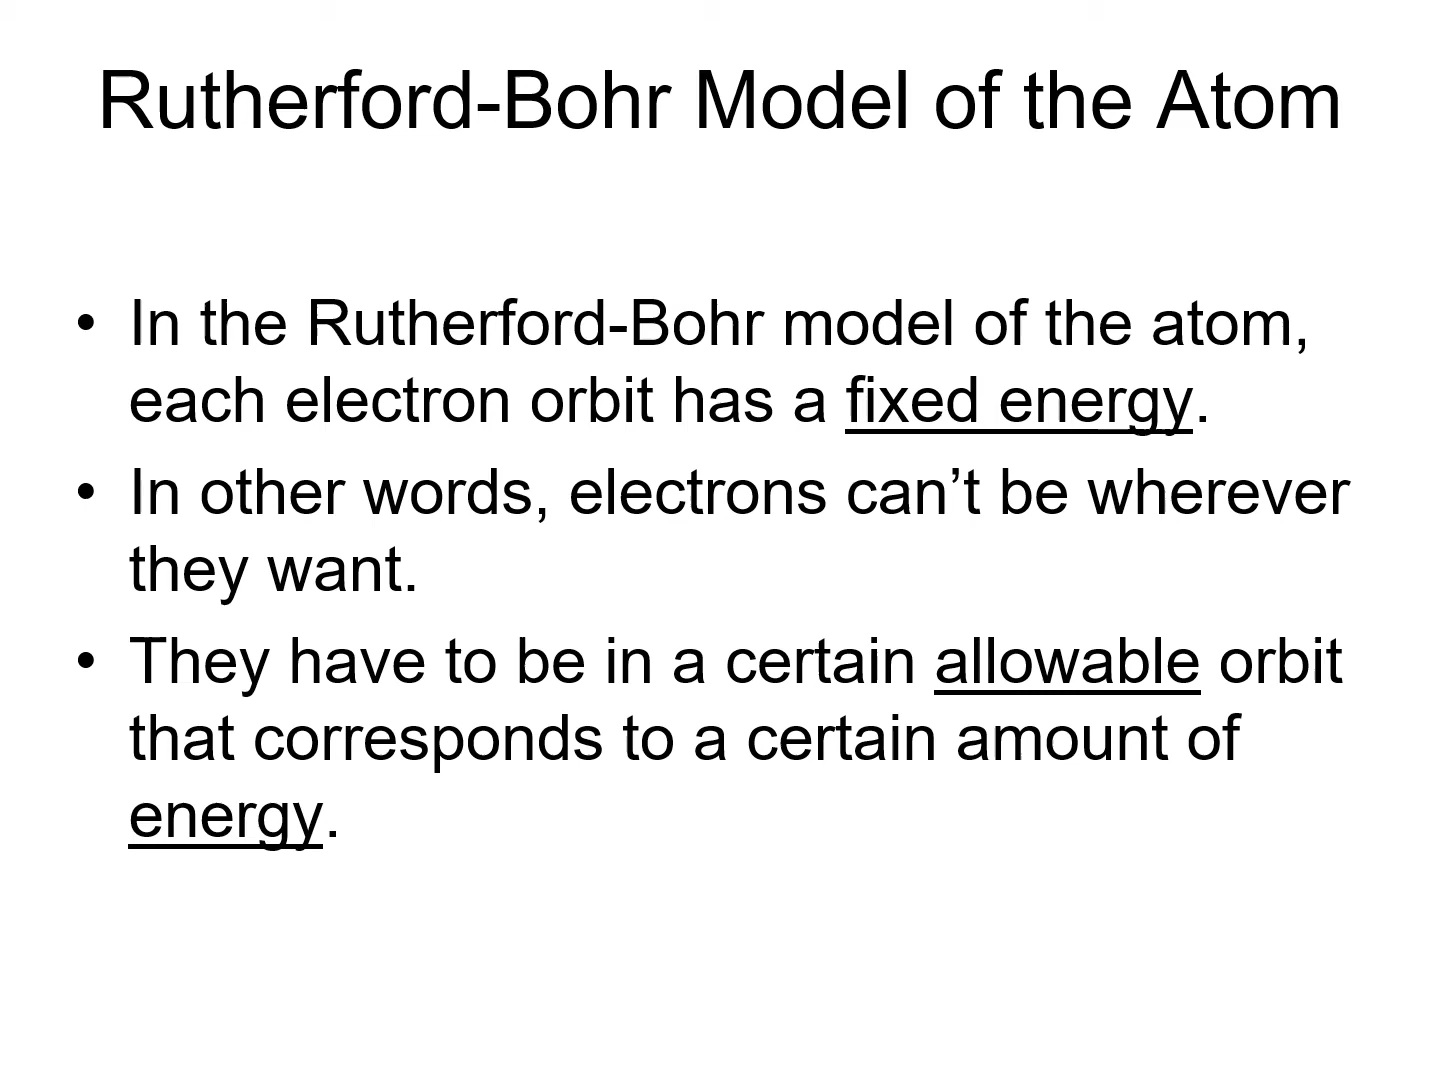 Rutherford-Bohr Model of the Atom
• In the Rutherford-Bohr model of the atom,
each electron orbit has a fixed energy.
• In other words, electrons can’t be wherever
they want.
• They have to be in a certain allowable orbit
that corresponds to a certain amount of
energy.